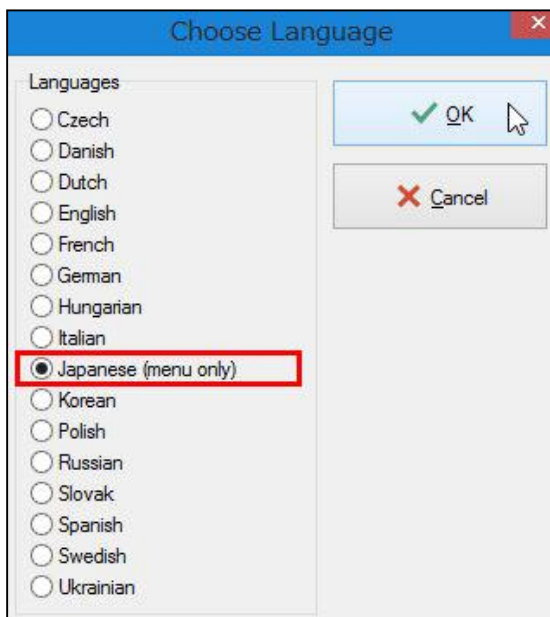 Choose Language
Languages
Czech
Danish
Dutch
English
French
German
Hungarian
Italian
Japanese (menu only)
Korean
Polish
Russian
Slovak
Spanish
Swedish
Ukrainian
OK
Cancel